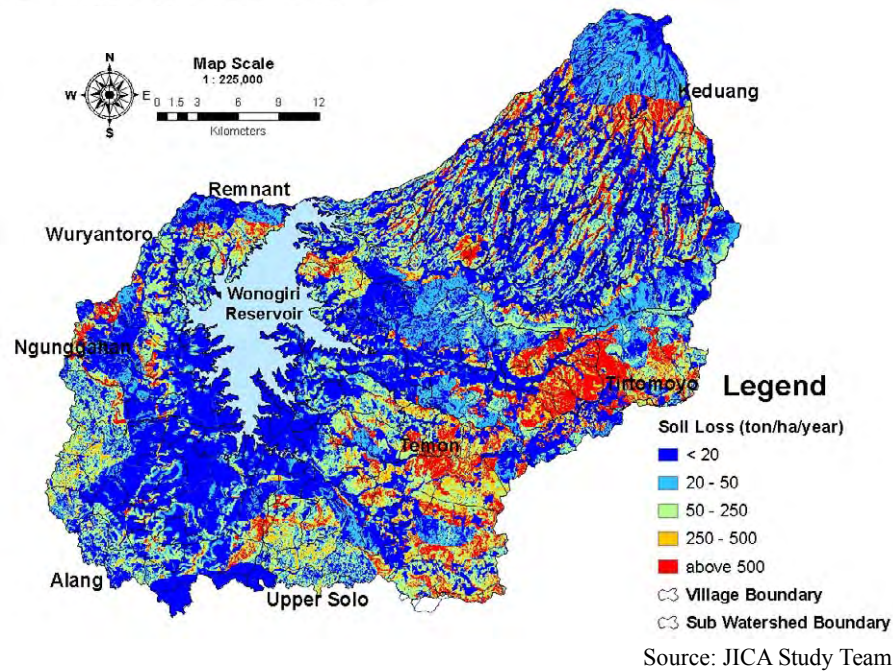 N
W E
S
Map Scale
1 : 225,000
0 1.5 3 6 9 12
Kilometers
Keduang
Remnant
Wuryantoro
Wonogiri
Reservoir
Ngunggahan
Tirtomoyo
Temon
Alang
Upper Solo
Legend
Soil Loss (ton/ha/year)
< 20
20 - 50
50 - 250
250 - 500
above 500
Village Boundary
Sub Watershed Boundary
Source: JICA Study Team